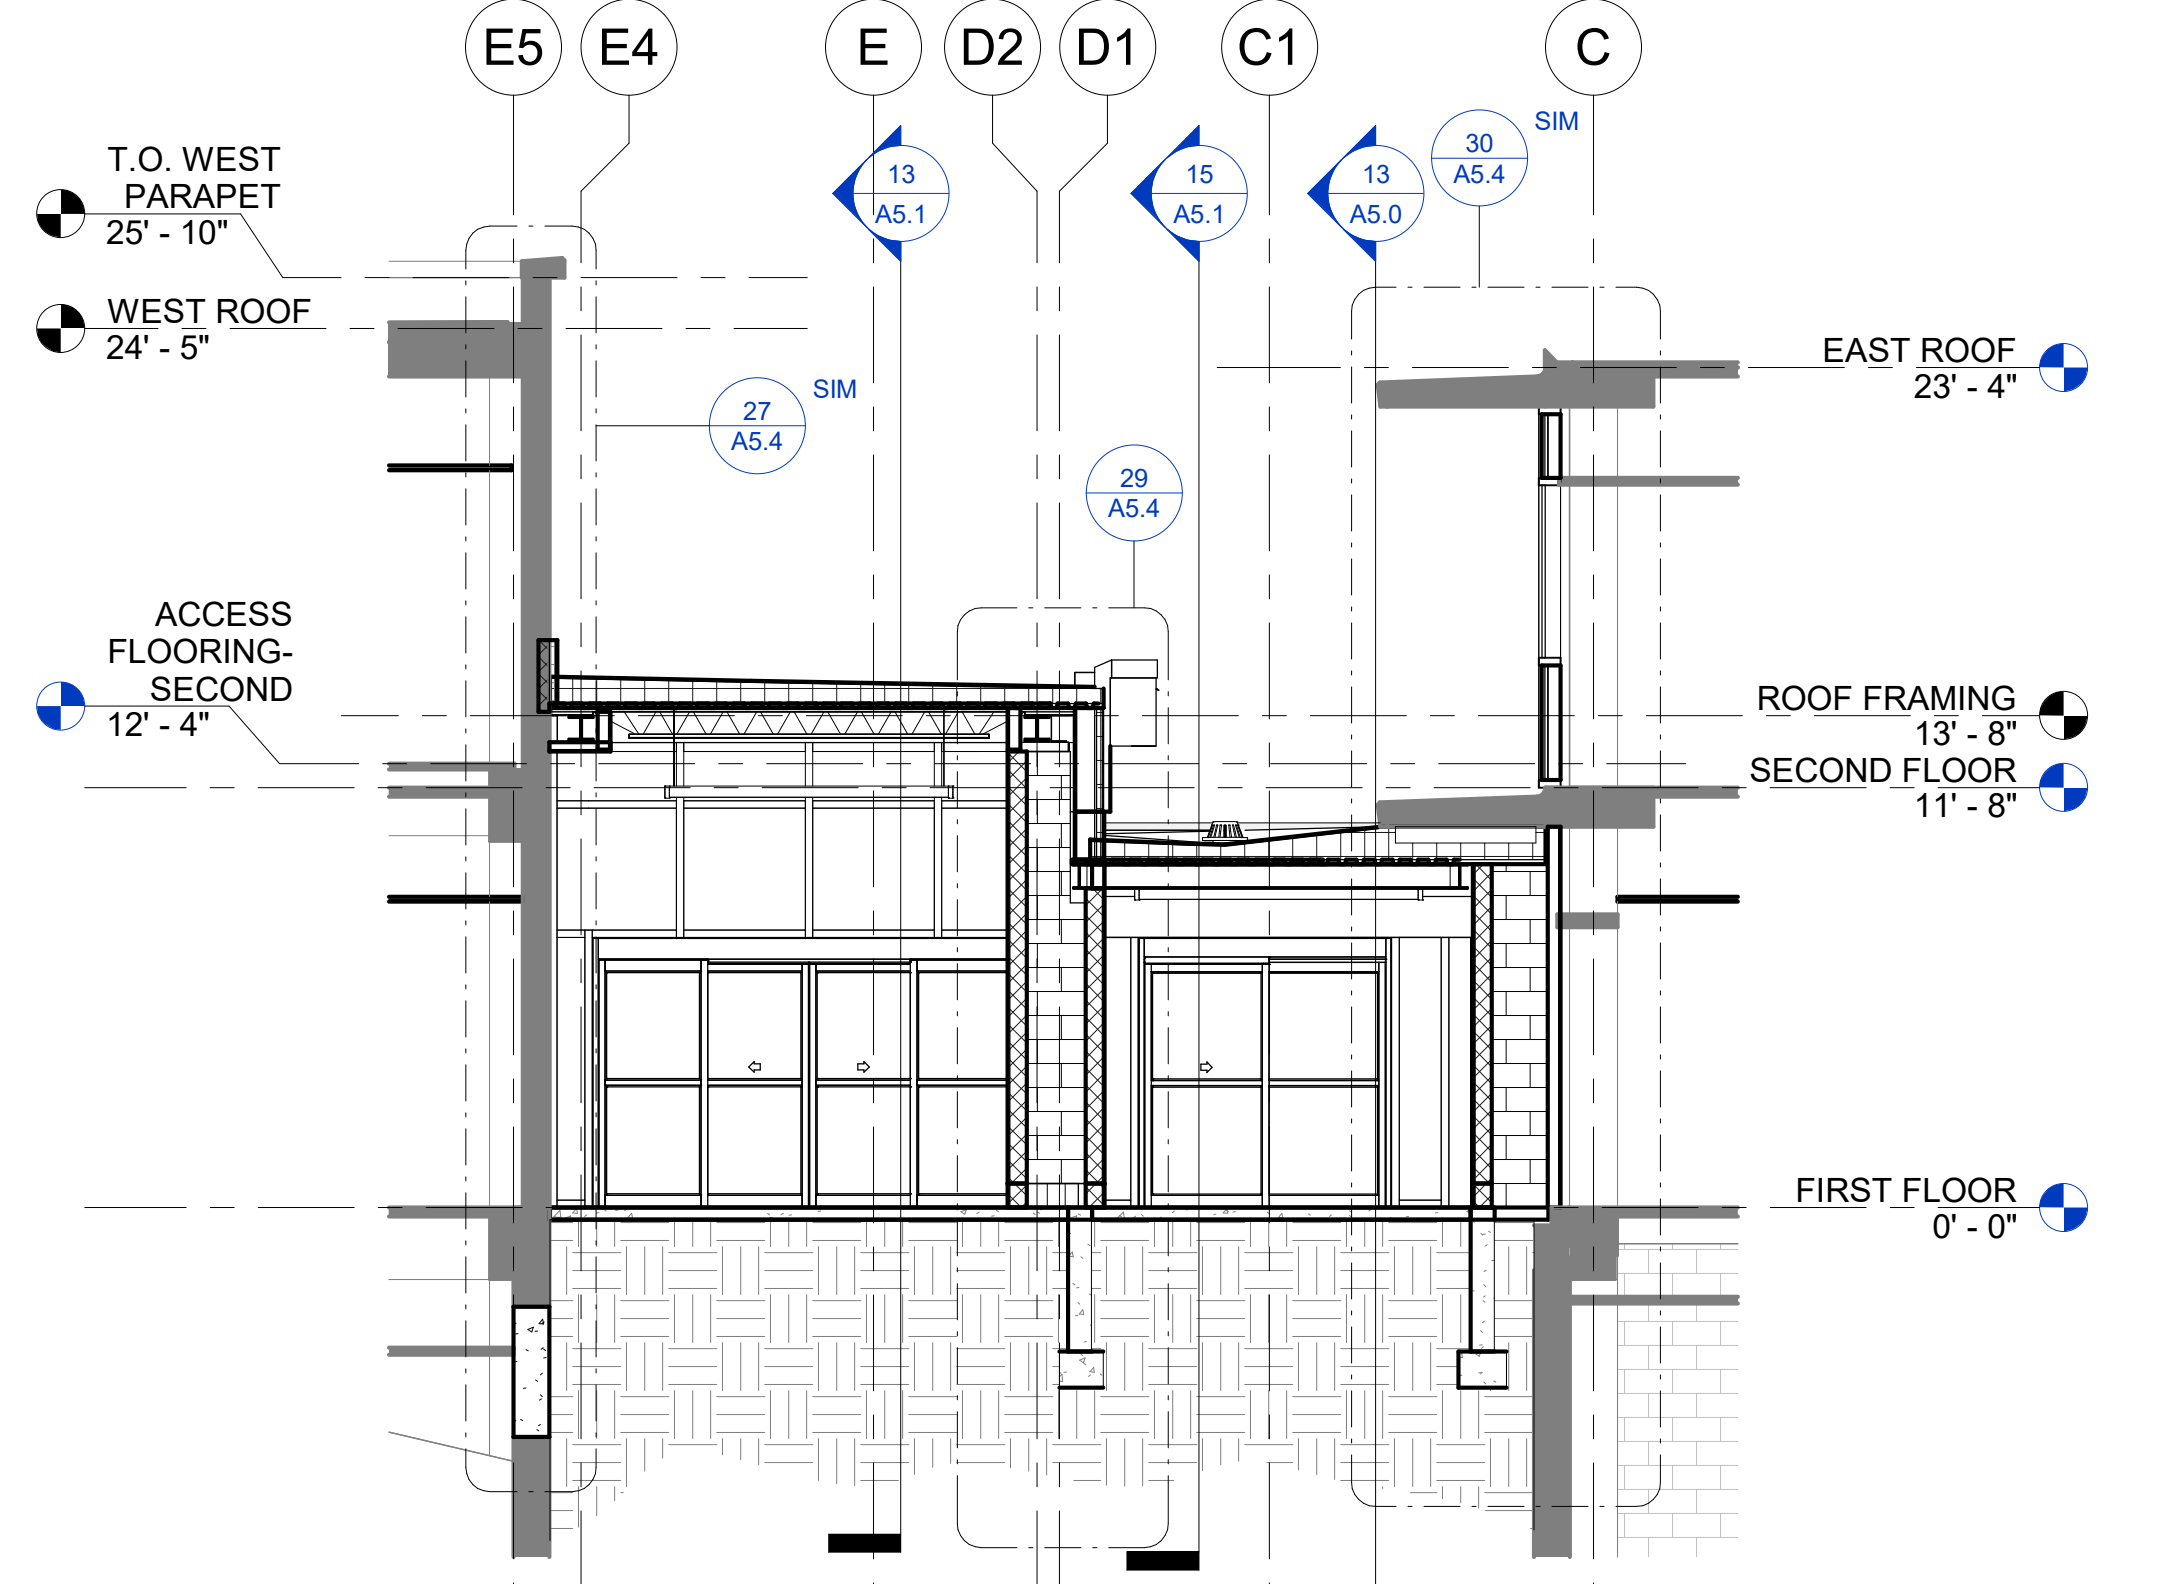 E5 E4 E D2 D1 C1 C
30 SIM
A5.4
13
A5.1
15
A5.1
13
A5.0
T.O. WEST
PARAPET
25' - 10"
WEST ROOF
24' - 5"
EAST ROOF
23' - 4"
27 SIM
A5.4
29
A5.4
ACCESS
FLOORING-
SECOND
12' - 4"
ROOF FRAMING
13' - 8"
SECOND FLOOR
11' - 8"
FIRST FLOOR
0' - 0"